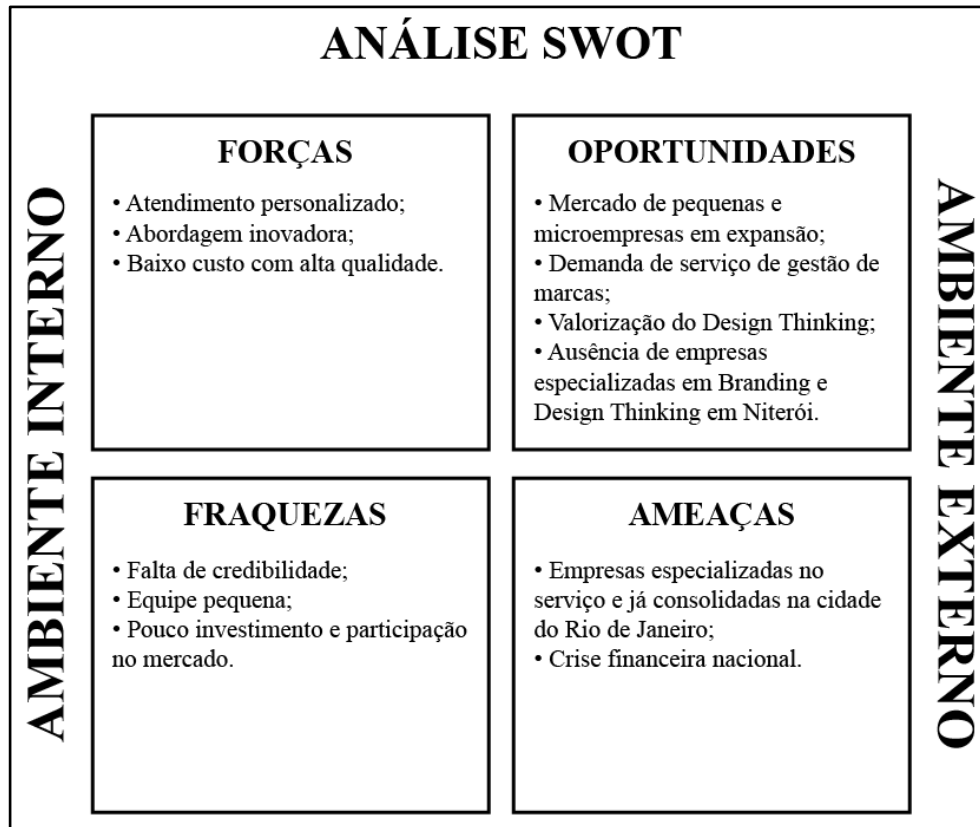 ANÁLISE SWOT
AMBIENTE INTERNO
FORÇAS
• Atendimento personalizado;
• Abordagem inovadora;
• Baixo custo com alta qualidade.
OPORTUNIDADES
• Mercado de pequenas e
microempresas em expansão;
• Demanda de serviço de gestão de
marcas;
• Valorização do Design Thinking;
• Ausência de empresas
especializadas em Branding e
Design Thinking em Niterói.
FRAQUEZAS
• Falta de credibilidade;
• Equipe pequena;
• Pouco investimento e participação
no mercado.
AMEAÇAS
• Empresas especializadas no
serviço e já consolidadas na cidade
do Rio de Janeiro;
• Crise financeira nacional.
AMBIENTE EXTERNO